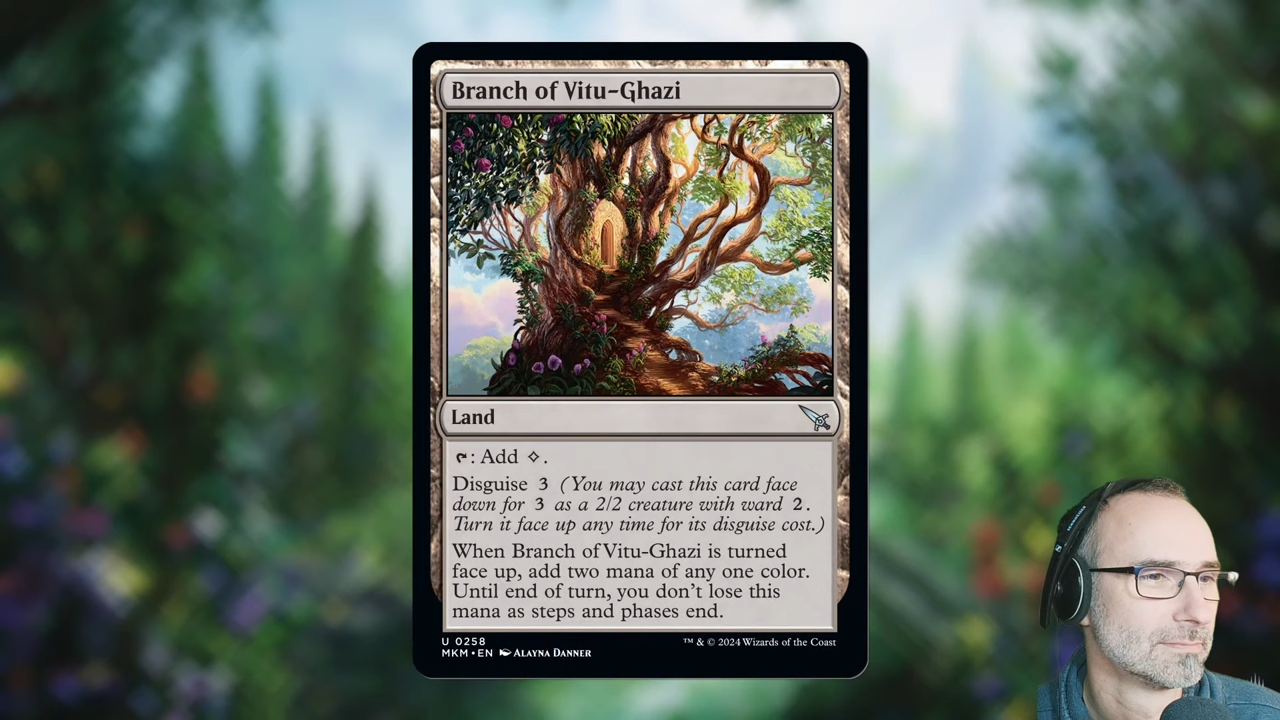 Branch of Vitu-Ghazi
Land
: Add .
Disguise 3 (You may cast this card face
down for 3 as a 2/2 creature with ward 2.
Turn it face up any time for its disguise cost.)
When Branch of Vitu-Ghazi is turned
face up, add two mana of any one color.
Until end of turn, you don't lose this
mana as steps and phases end.
U 0258
MKM • EN Alayna Danner
™ & © 2024 Wizards of the Coast